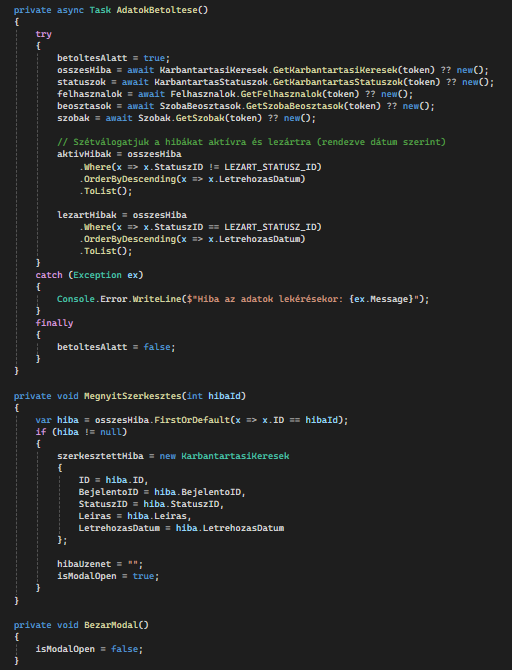 private async Task AdatokBetoltese()
{
    try
    {
        betoltesAlatt = true;
        osszesHiba = await KarbantartasiKeresek.GetKarbantartasiKeresek(token) ?? new();
        statuszok = await KarbantartasStatuszok.GetKarbantartasStatuszok(token) ?? new();
        felhasznalok = await Felhasznalok.GetFelhasznalok(token) ?? new();
        beosztasok = await SzobaBeosztasok.GetSzobaBeosztasok(token) ?? new();
        szobak = await Szobak.GetSzobak(token) ?? new();

        // Szétválogatjuk a hibákat aktívra és lezártra (rendezve dátum szerint)
        aktivHibak = osszesHiba
            .Where(x => x.StatuszID != LEZART_STATUSZ_ID)
            .OrderByDescending(x => x.LetrehozasDatum)
            .ToList();

        lezartHibak = osszesHiba
            .Where(x => x.StatuszID == LEZART_STATUSZ_ID)
            .OrderByDescending(x => x.LetrehozasDatum)
            .ToList();
    }
    catch (Exception ex)
    {
        Console.Error.WriteLine($"Hiba az adatok lekérésekor: {ex.Message}");
    }
    finally
    {
        betoltesAlatt = false;
    }
}

private void MegnyitSzerkesztes(int hibaId)
{
    var hiba = osszesHiba.FirstOrDefault(x => x.ID == hibaId);
    if (hiba != null)
    {
        szerkesztettHiba = new KarbantartasiKeresek
        {
            ID = hiba.ID,
            BejelentoID = hiba.BejelentoID,
            StatuszID = hiba.StatuszID,
            Leiras = hiba.Leiras,
            LetrehozasDatum = hiba.LetrehozasDatum
        };

        hibaUzenet = "";
        isModalOpen = true;
    }
}

private void BezarModal()
{
    isModalOpen = false;
}